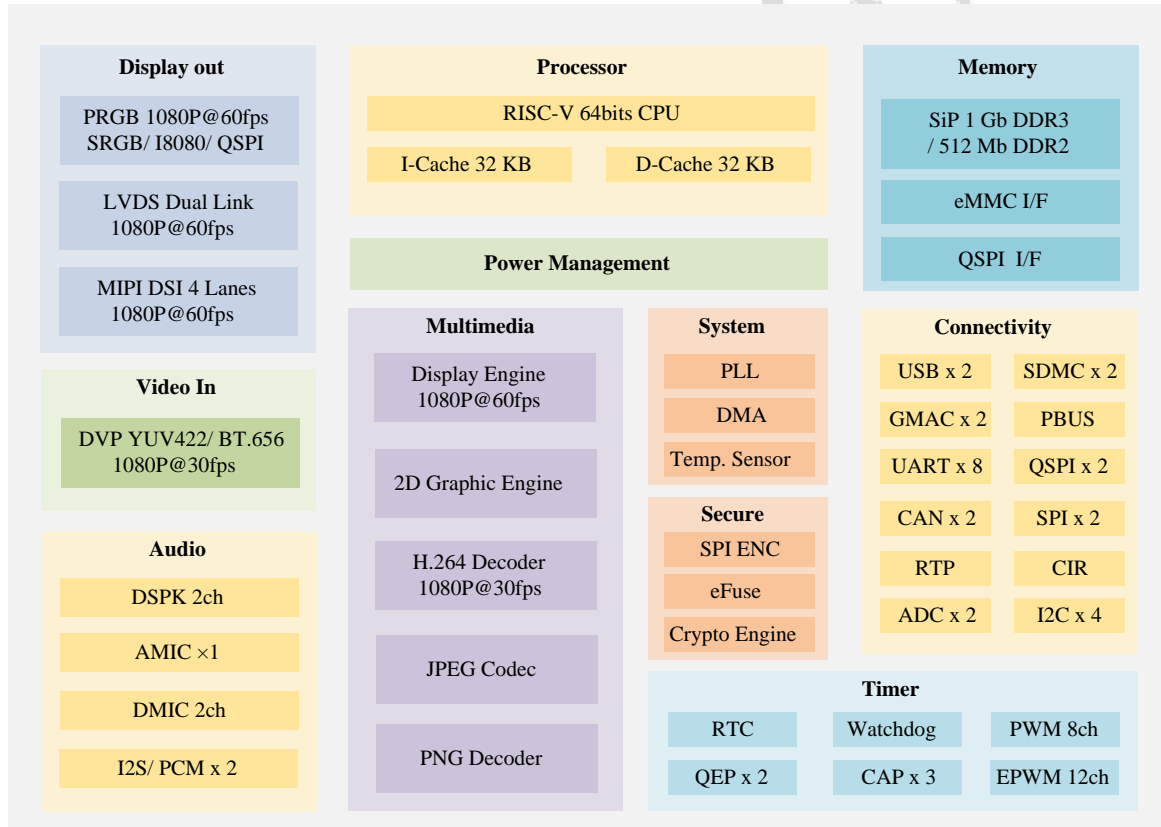 Display out
PRGB 1080P@60fps
SRGB/ I8080/ QSPI
LVDS Dual Link
1080P@60fps
MIPI DSI 4 Lanes
1080P@60fps
Video In
DVP YUV422/ BT.656
1080P@30fps
Audio
DSPK 2ch
AMIC ×1
DMIC 2ch
I2S/ PCM x 2
Processor
RISC-V 64bits CPU
I-Cache 32 KB
D-Cache 32 KB
Power Management
Multimedia
Display Engine
1080P@60fps
2D Graphic Engine
H.264 Decoder
1080P@30fps
JPEG Codec
PNG Decoder
System
PLL
DMA
Temp. Sensor
Secure
SPI ENC
eFuse
Crypto Engine
Memory
SiP 1 Gb DDR3
/ 512 Mb DDR2
eMMC I/F
QSPI I/F
Connectivity
USB x 2
SDMC x 2
GMAC x 2
PBUS
UART x 8
QSPI x 2
CAN x 2
SPI x 2
RTP
CIR
ADC x 2
I2C x 4
Timer
RTC
Watchdog
PWM 8ch
QEP x 2
CAP x 3
EPWM 12ch